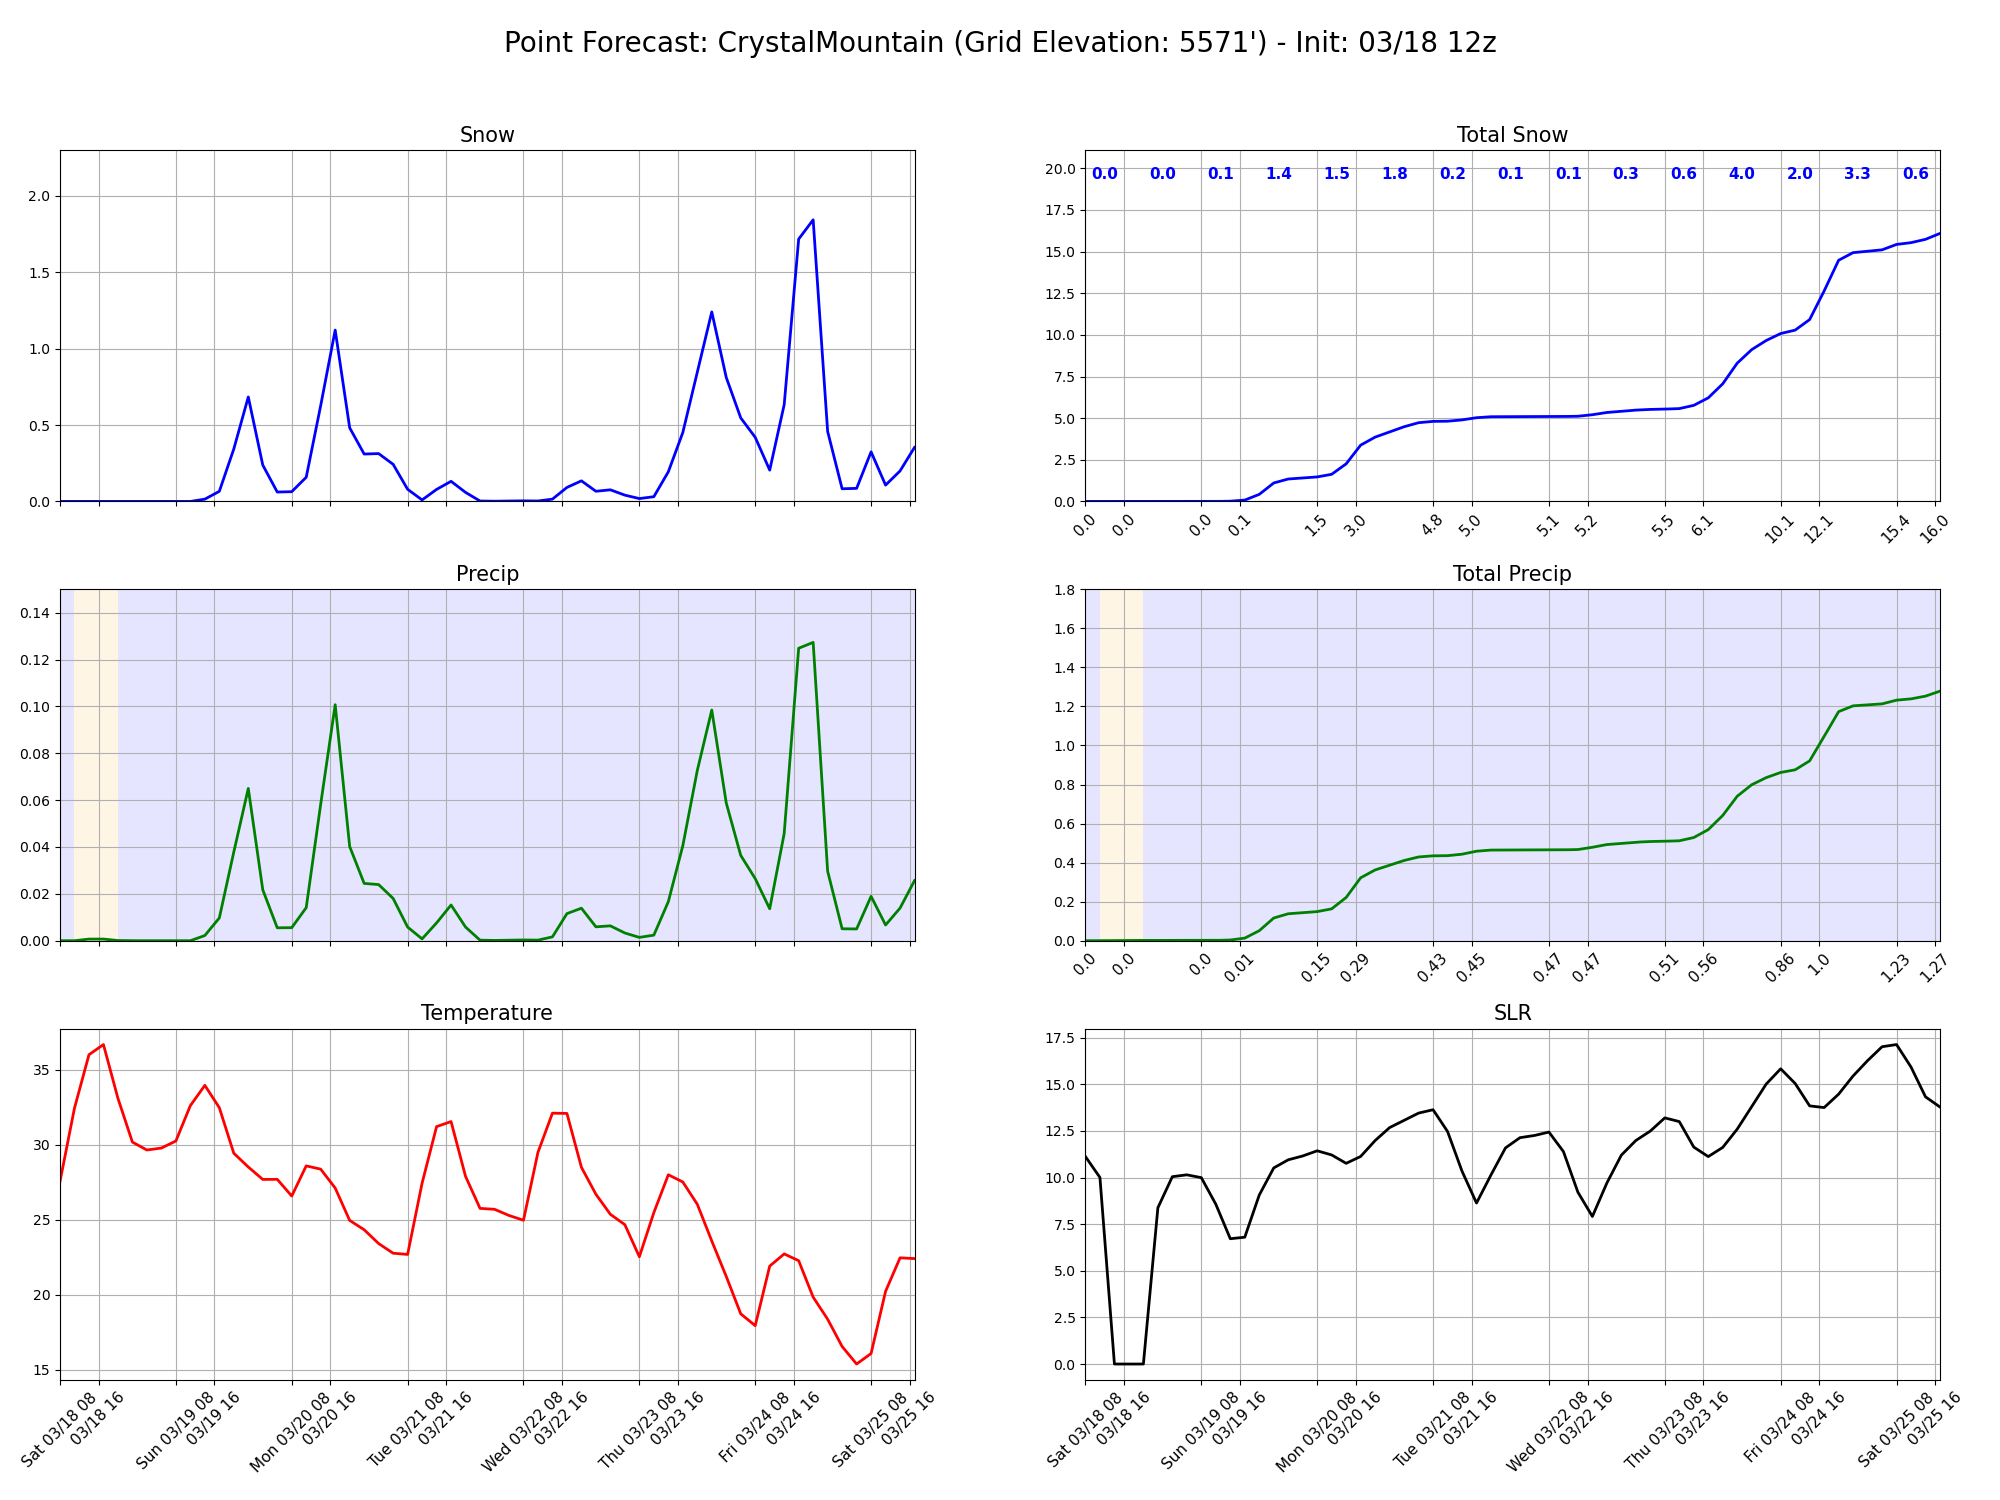 Point Forecast: CrystalMountain (Grid Elevation: 5571') - Init: 03/18 12z
Snow
2.0
1.5
1.0
0.5
0.0
Total Snow
0.0 0.0 0.1 1.4 1.5 1.8 0.2 0.1 0.1 0.3 0.6 4.0 2.0 3.3 0.6
20.0
17.5
15.0
12.5
10.0
7.5
5.0
2.5
0.0
0.0 0.0 0.0 0.1 1.5 3.0 4.8 5.0 5.1 5.2 5.5 6.1 10.1 12.1 15.4 16.0
Precip
0.14
0.12
0.10
0.08
0.06
0.04
0.02
0.00
Total Precip
1.8
1.6
1.4
1.2
1.0
0.8
0.6
0.4
0.2
0.0
0.0 0.0 0.0 0.01 0.15 0.29 0.43 0.45 0.47 0.47 0.51 0.56 0.86 1.0 1.23 1.27
Temperature
35
30
25
20
15
Sat 03/18 08
03/18 16
Sun 03/19 08
03/19 16
Mon 03/20 08
03/20 16
Tue 03/21 08
03/21 16
Wed 03/22 08
03/22 16
Thu 03/23 08
03/23 16
Fri 03/24 08
03/24 16
Sat 03/25 08
03/25 16
SLR
17.5
15.0
12.5
10.0
7.5
5.0
2.5
0.0
Sat 03/18 08
03/18 16
Sun 03/19 08
03/19 16
Mon 03/20 08
03/20 16
Tue 03/21 08
03/21 16
Wed 03/22 08
03/22 16
Thu 03/23 08
03/23 16
Fri 03/24 08
03/24 16
Sat 03/25 08
03/25 16